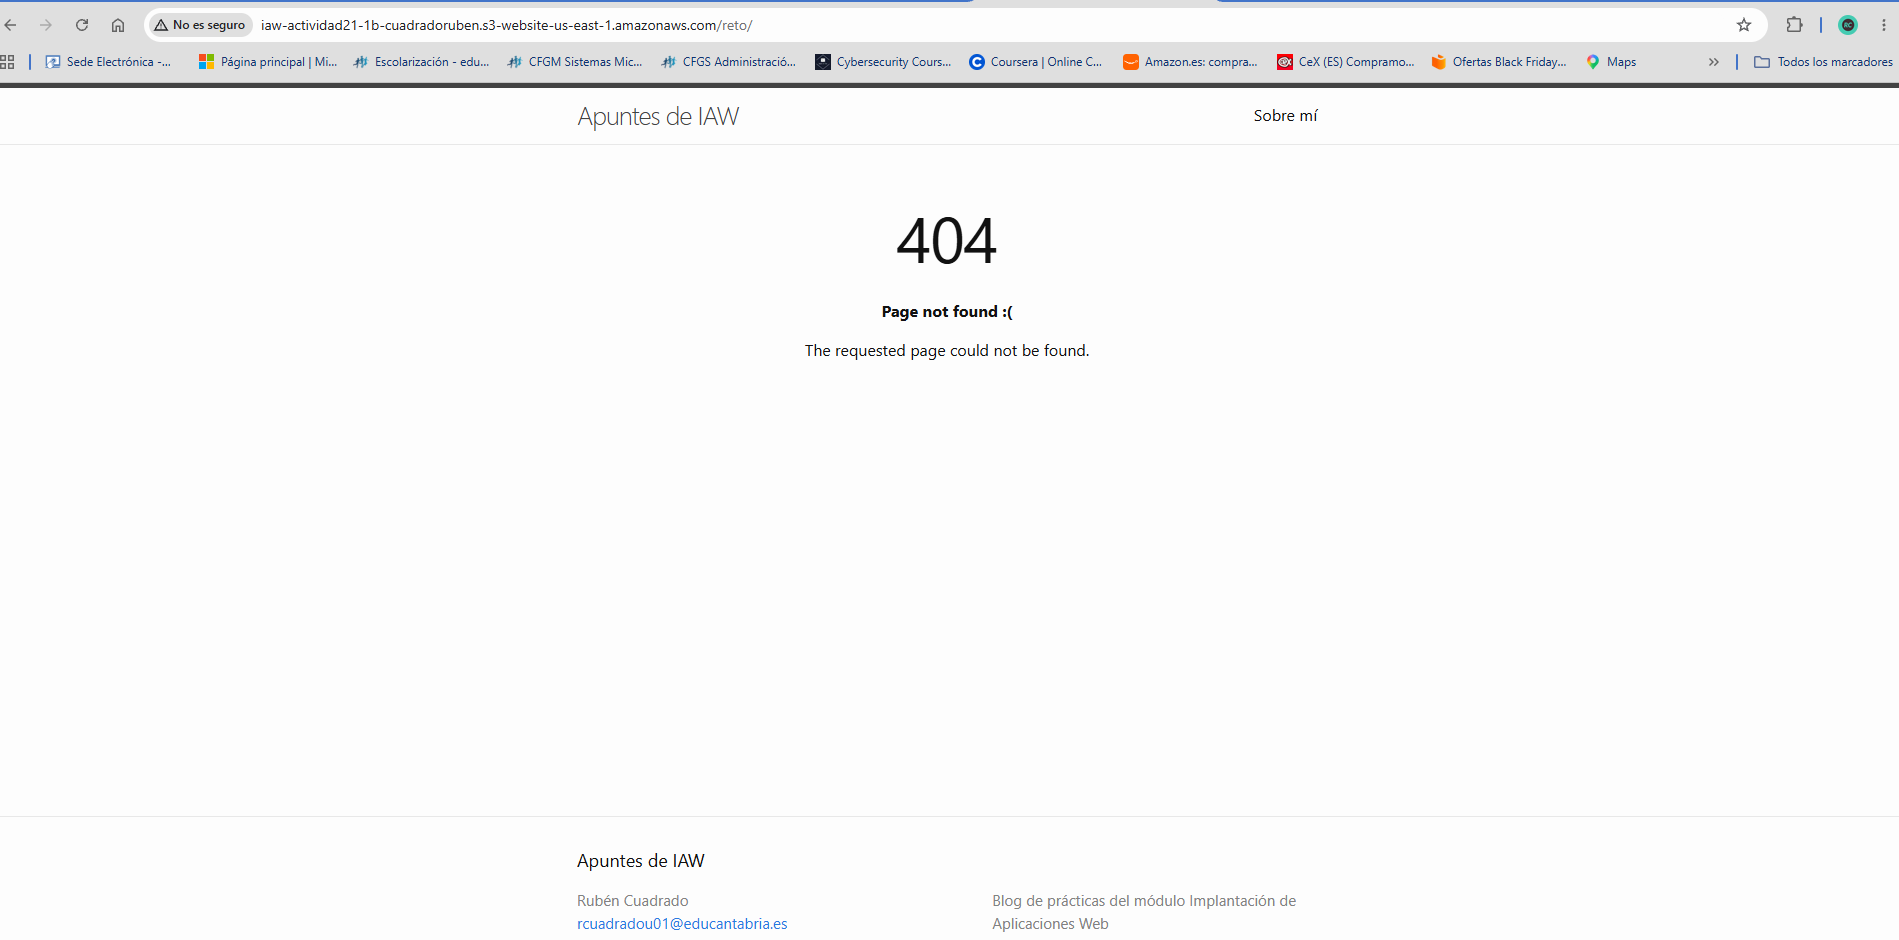 No es seguro
iaw-actividad21-1b-cuadradoruben.s3-website-us-east-1.amazonaws.com/reto/
Sede Electrónica -...
Página principal | Mi...
Escolarización - edu...
CFGM Sistemas Mic...
CFGS Administració...
Cybersecurity Cours...
Coursera | Online C...
Amazon.es: compra...
CeX (ES) Compramo...
Ofertas Black Friday...
Maps
Todos los marcadores
Apuntes de IAW
Sobre mí
404
Page not found :(
The requested page could not be found.
Apuntes de IAW
Rubén Cuadrado
rcuadradou01@educantabria.es
Blog de prácticas del módulo Implantación de
Aplicaciones Web